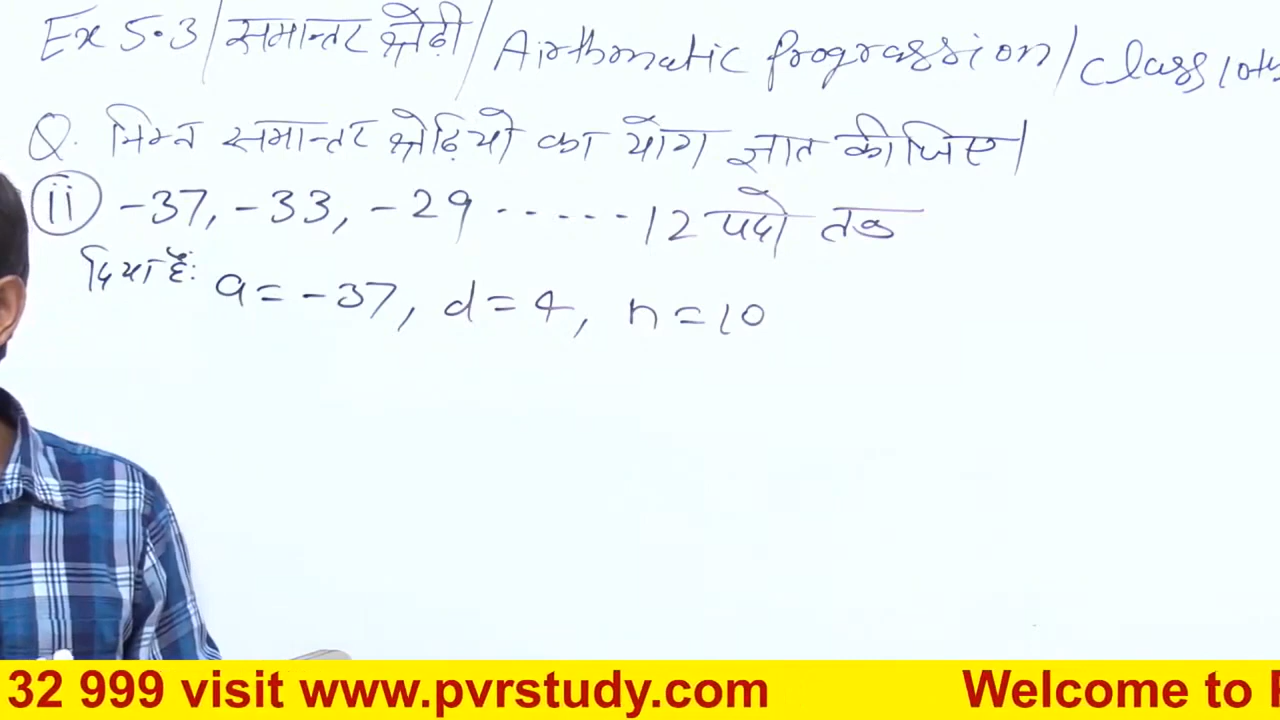 Ex 5.3/समान्तर श्रेढ़ी/Airthmatic progression/class 10th
Q. निम्न समान्तर श्रेढ़ियों का योग ज्ञात कीजिए।
ii -37, -33, -29 ...... 12 पदों तक
दिया है: a = -37, d = 4, n = 10
32 999 visit www.pvrstudy.com Welcome to